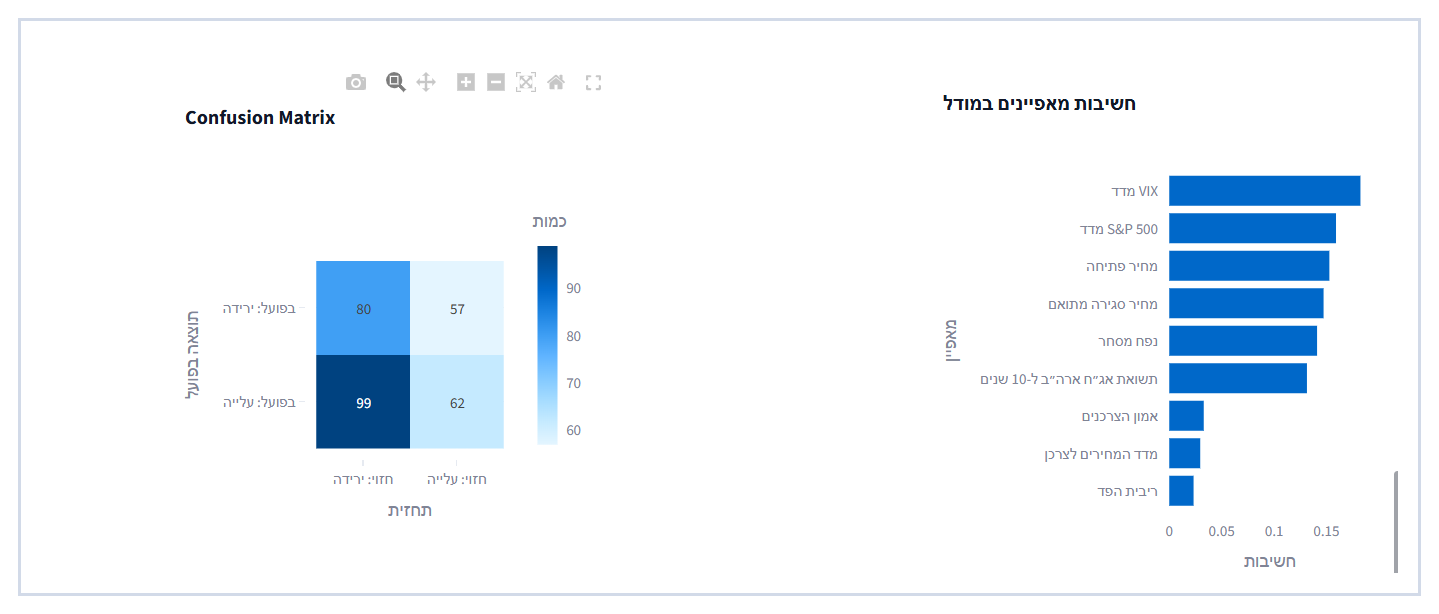 Confusion Matrix
כמות
90
80
70
60
תוצאה בפועל
בפועל: ירידה
80
57
בפועל: עלייה
99
62
חזוי: ירידה
חזוי: עלייה
תחזית
חשיבות מאפיינים במודל
מאפיין
מדד VIX
מדד S&P 500
מחיר פתיחה
מחיר סגירה מתואם
נפח מסחר
תשואת אג״ח ארה״ב ל-10 שנים
אמון הצרכנים
מדד המחירים לצרכן
ריבית הפד
0
0.05
0.1
0.15
חשיבות